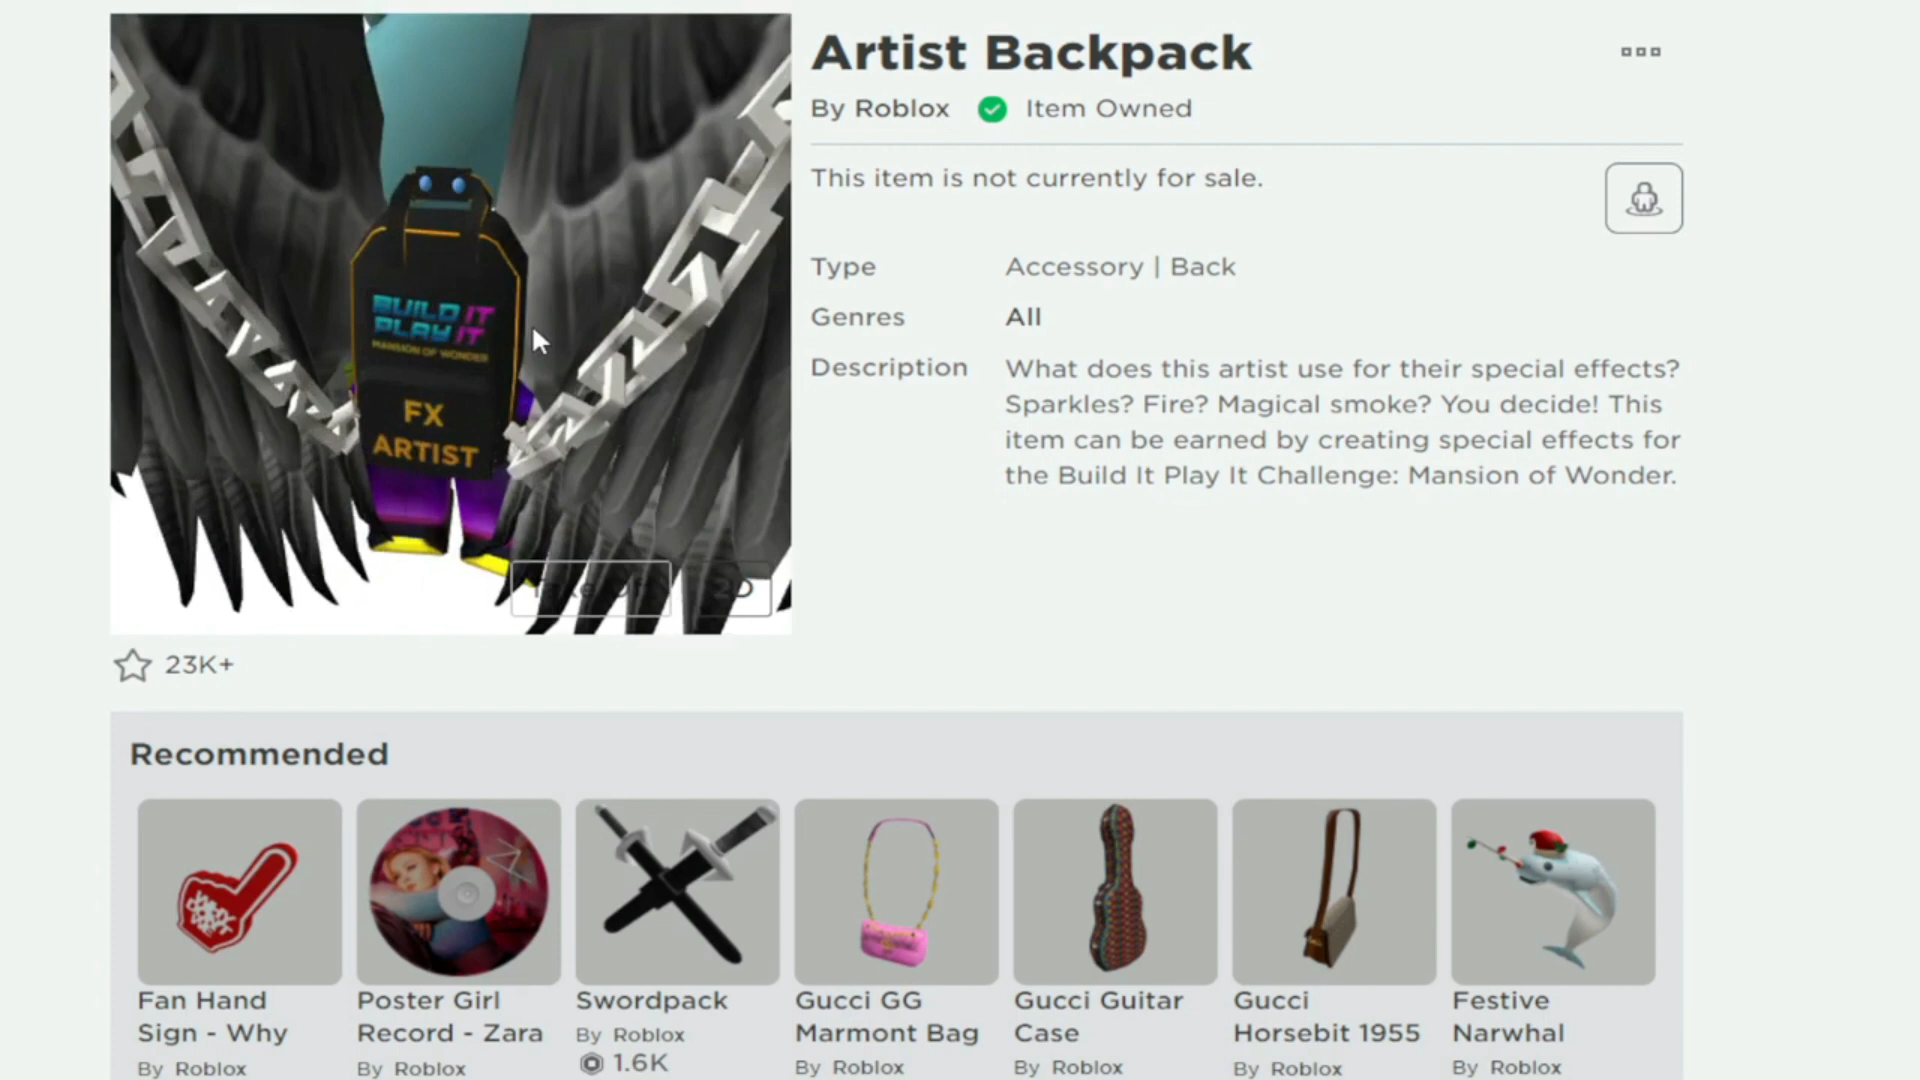 Artist Backpack
By Roblox Item Owned
This item is not currently for sale.
Type Accessory | Back
Genres All
Description What does this artist use for their special effects?
Sparkles? Fire? Magical smoke? You decide! This
item can be earned by creating special effects for
the Build It Play It Challenge: Mansion of Wonder.
BUILD IT
PLAY IT
MANSION OF WONDER
FX
ARTIST
Take Off 2D
23K+
Recommended
Fan Hand
Sign - Why
By Roblox
Poster Girl
Record - Zara
By Roblox
Swordpack
By Roblox
1.6K
Gucci GG
Marmont Bag
By Roblox
Gucci Guitar
Case
By Roblox
Gucci
Horsebit 1955
By Roblox
Festive
Narwhal
By Roblox